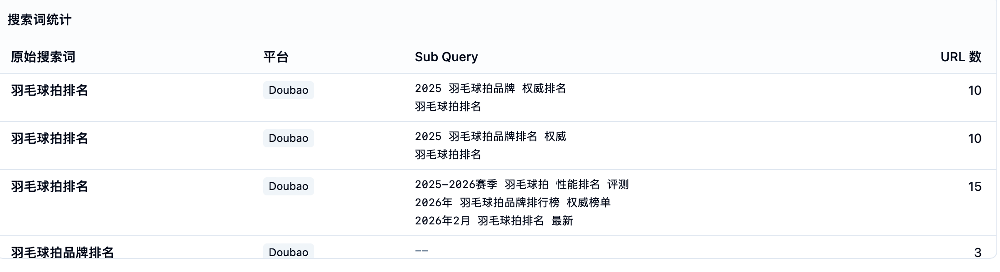 搜索词统计
原始搜索词 平台 Sub Query URL 数
羽毛球拍排名 Doubao 2025 羽毛球拍品牌 权威排名 10
羽毛球拍排名
羽毛球拍排名 Doubao 2025 羽毛球拍品牌排名 权威 10
羽毛球拍排名
羽毛球拍排名 Doubao 2025-2026赛季 羽毛球拍 性能排名 评测 15
2026年 羽毛球拍品牌排行榜 权威榜单
2026年2月 羽毛球拍排名 最新
羽毛球拍品牌排名 Doubao -- 3